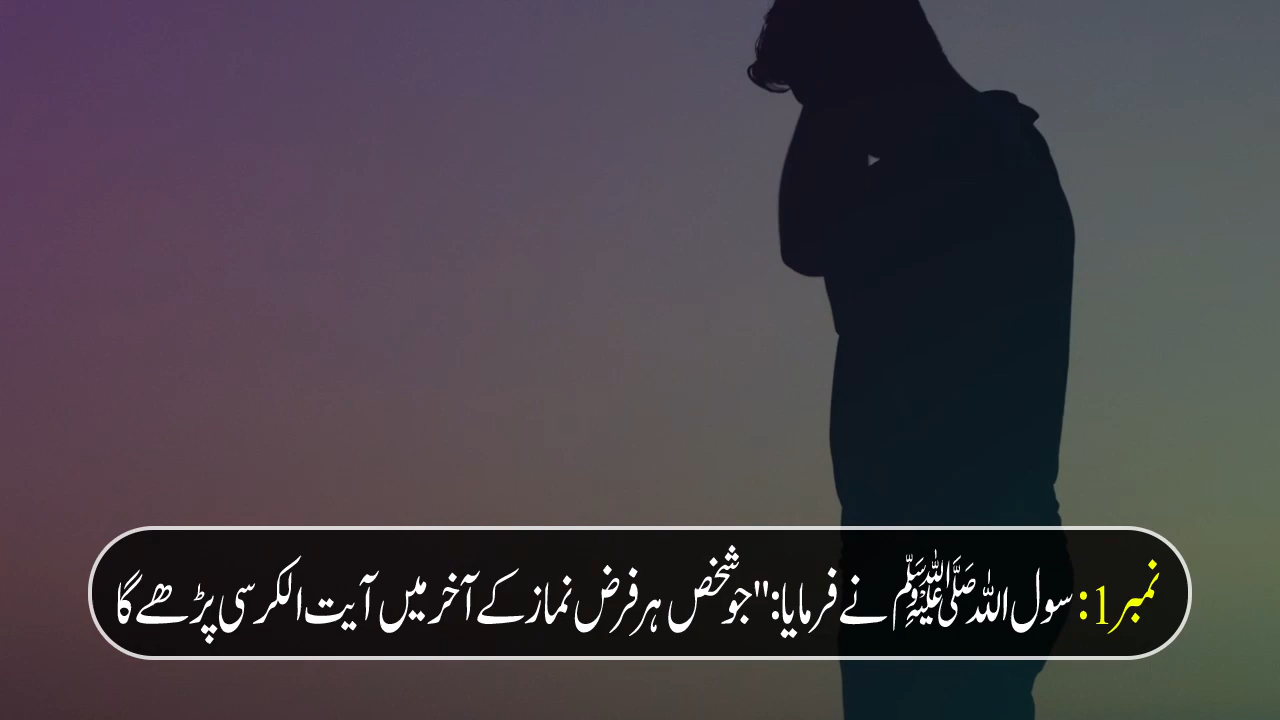 نمبر1: رسول اللہ ﷺ نے فرمایا:"جو شخص ہر فرض نماز کے آخر میں آیت الکرسی پڑھے گا